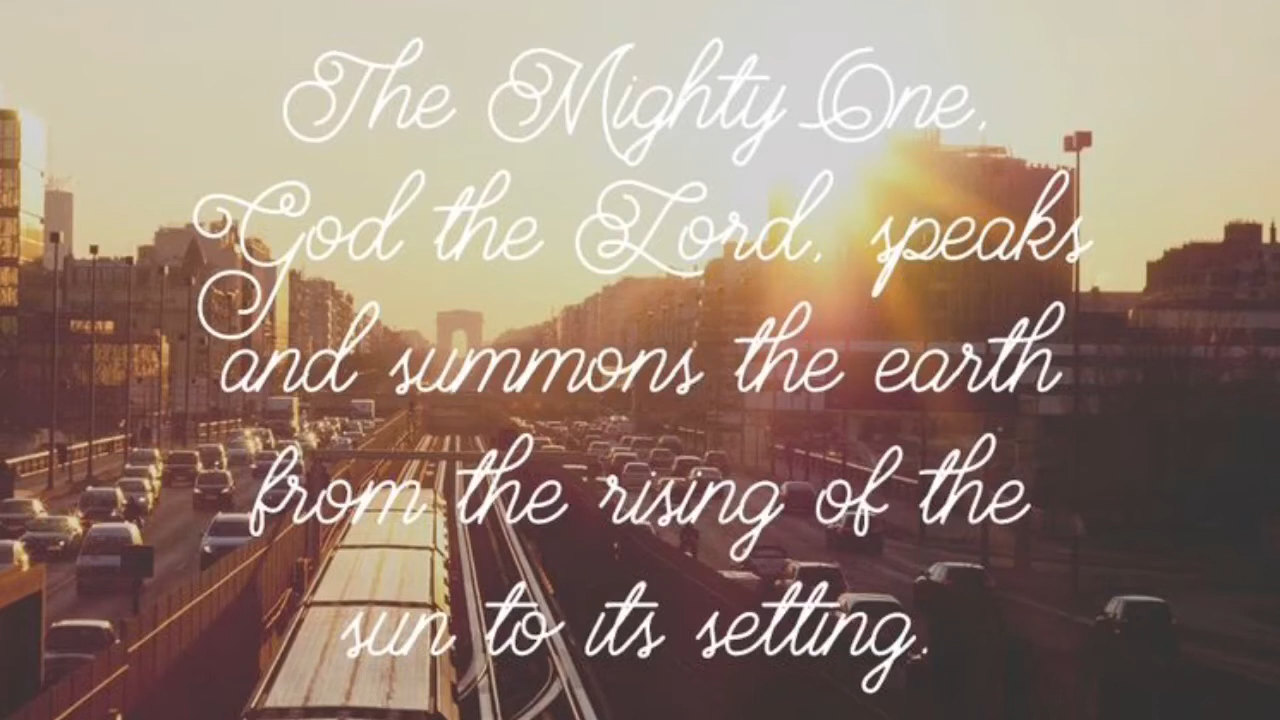 The Mighty One,
God the Lord, speaks
and summons the earth
from the rising of the
sun to its setting.